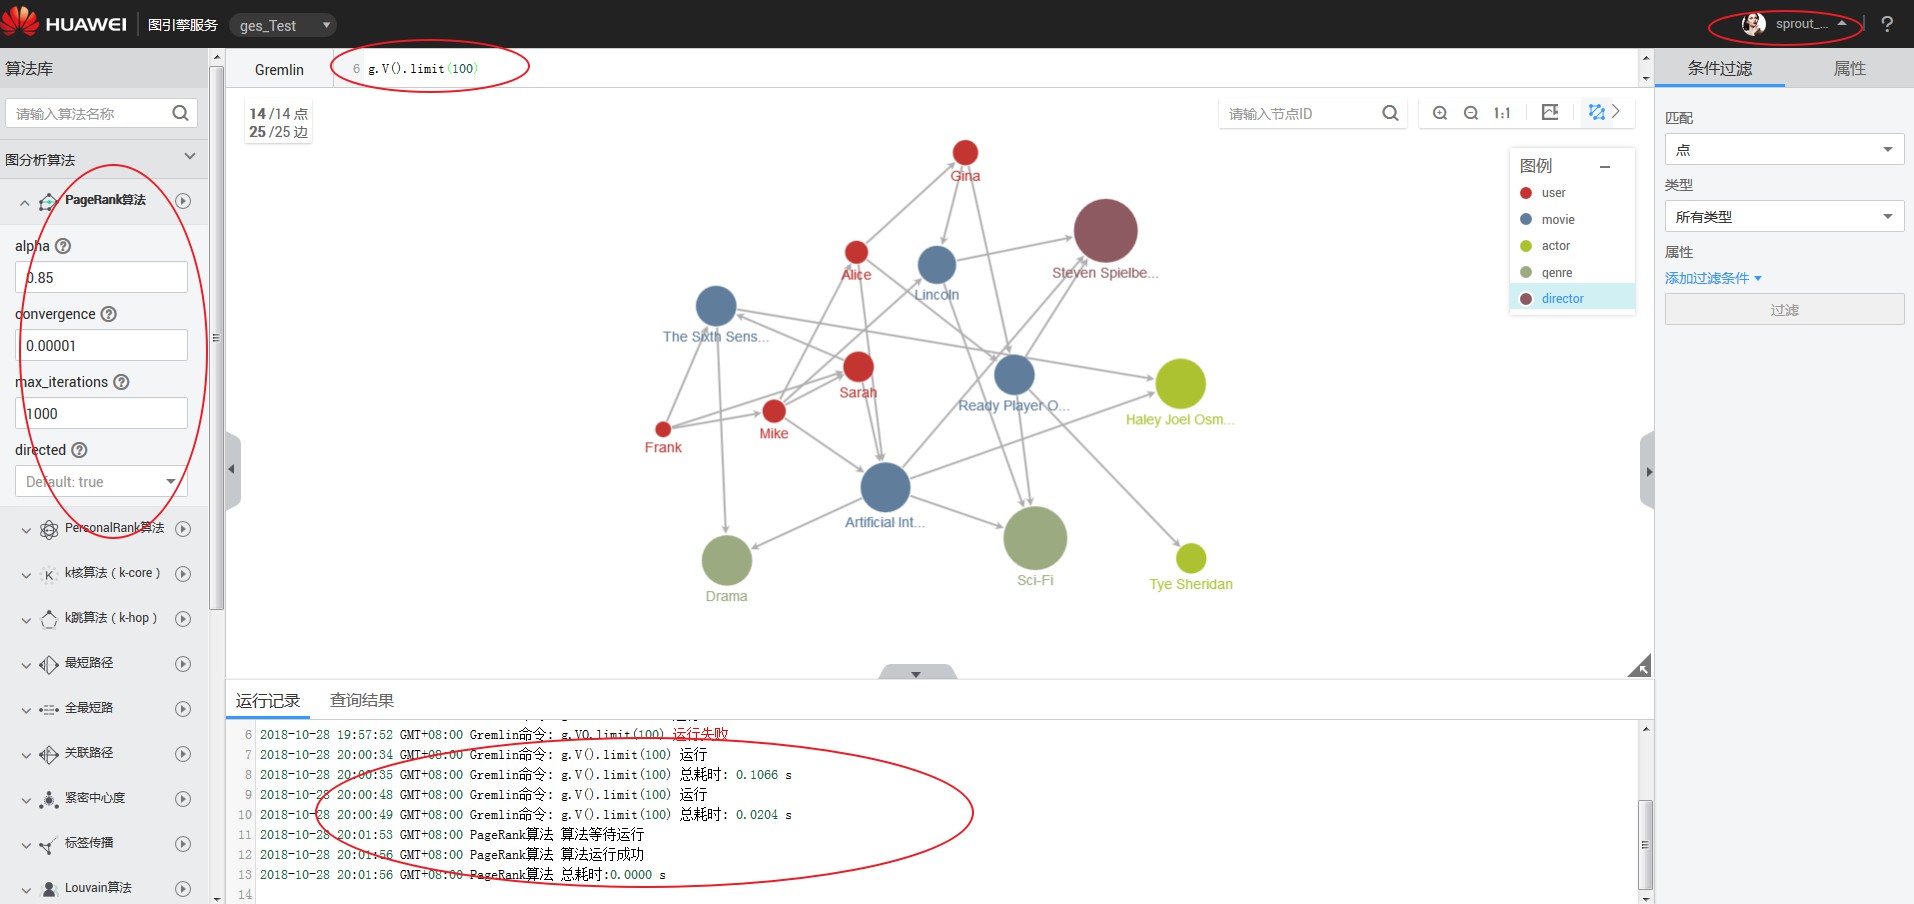 HUAWEI 图引擎服务 ges_Test sprout_...
算法库
请输入算法名称
图分析算法
PageRank算法
alpha
0.85
convergence
0.00001
max_iterations
1000
directed
Default: true
PersonalRank算法
k核算法（k-core）
k跳算法（k-hop）
最短路径
全最短路
关联路径
紧密中心度
标签传播
Louvain算法
Gremlin
6 g.V().limit(100)
14 /14 点
25 /25 边
请输入节点ID
1:1
图例
user
movie
actor
genre
director
Gina
Steven Spielbe...
Alice
Lincoln
The Sixth Sens...
Sarah
Ready Player O...
Haley Joel Osm...
Mike
Frank
Artificial Int...
Sci-Fi
Drama
Tye Sheridan
运行记录 查询结果
6 2018-10-28 19:57:52 GMT+08:00 Gremlin命令: g.VO.limit(100) 运行失败
7 2018-10-28 20:00:34 GMT+08:00 Gremlin命令: g.V().limit(100) 运行
8 2018-10-28 20:00:35 GMT+08:00 Gremlin命令: g.V().limit(100) 总耗时: 0.1066 s
9 2018-10-28 20:00:48 GMT+08:00 Gremlin命令: g.V().limit(100) 运行
10 2018-10-28 20:00:49 GMT+08:00 Gremlin命令: g.V().limit(100) 总耗时: 0.0204 s
11 2018-10-28 20:01:53 GMT+08:00 PageRank算法 算法等待运行
12 2018-10-28 20:01:56 GMT+08:00 PageRank算法 算法运行成功
13 2018-10-28 20:01:56 GMT+08:00 PageRank算法 总耗时:0.0000 s
14
条件过滤 属性
匹配
点
类型
所有类型
属性
添加过滤条件
过滤